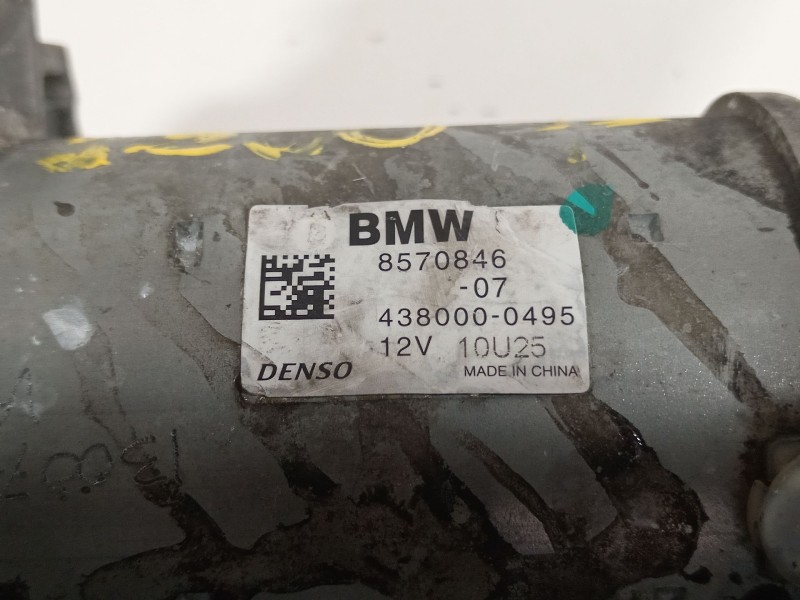 BMW
8570846
-07
438000-0495
12V 10U25
DENSO MADE IN CHINA